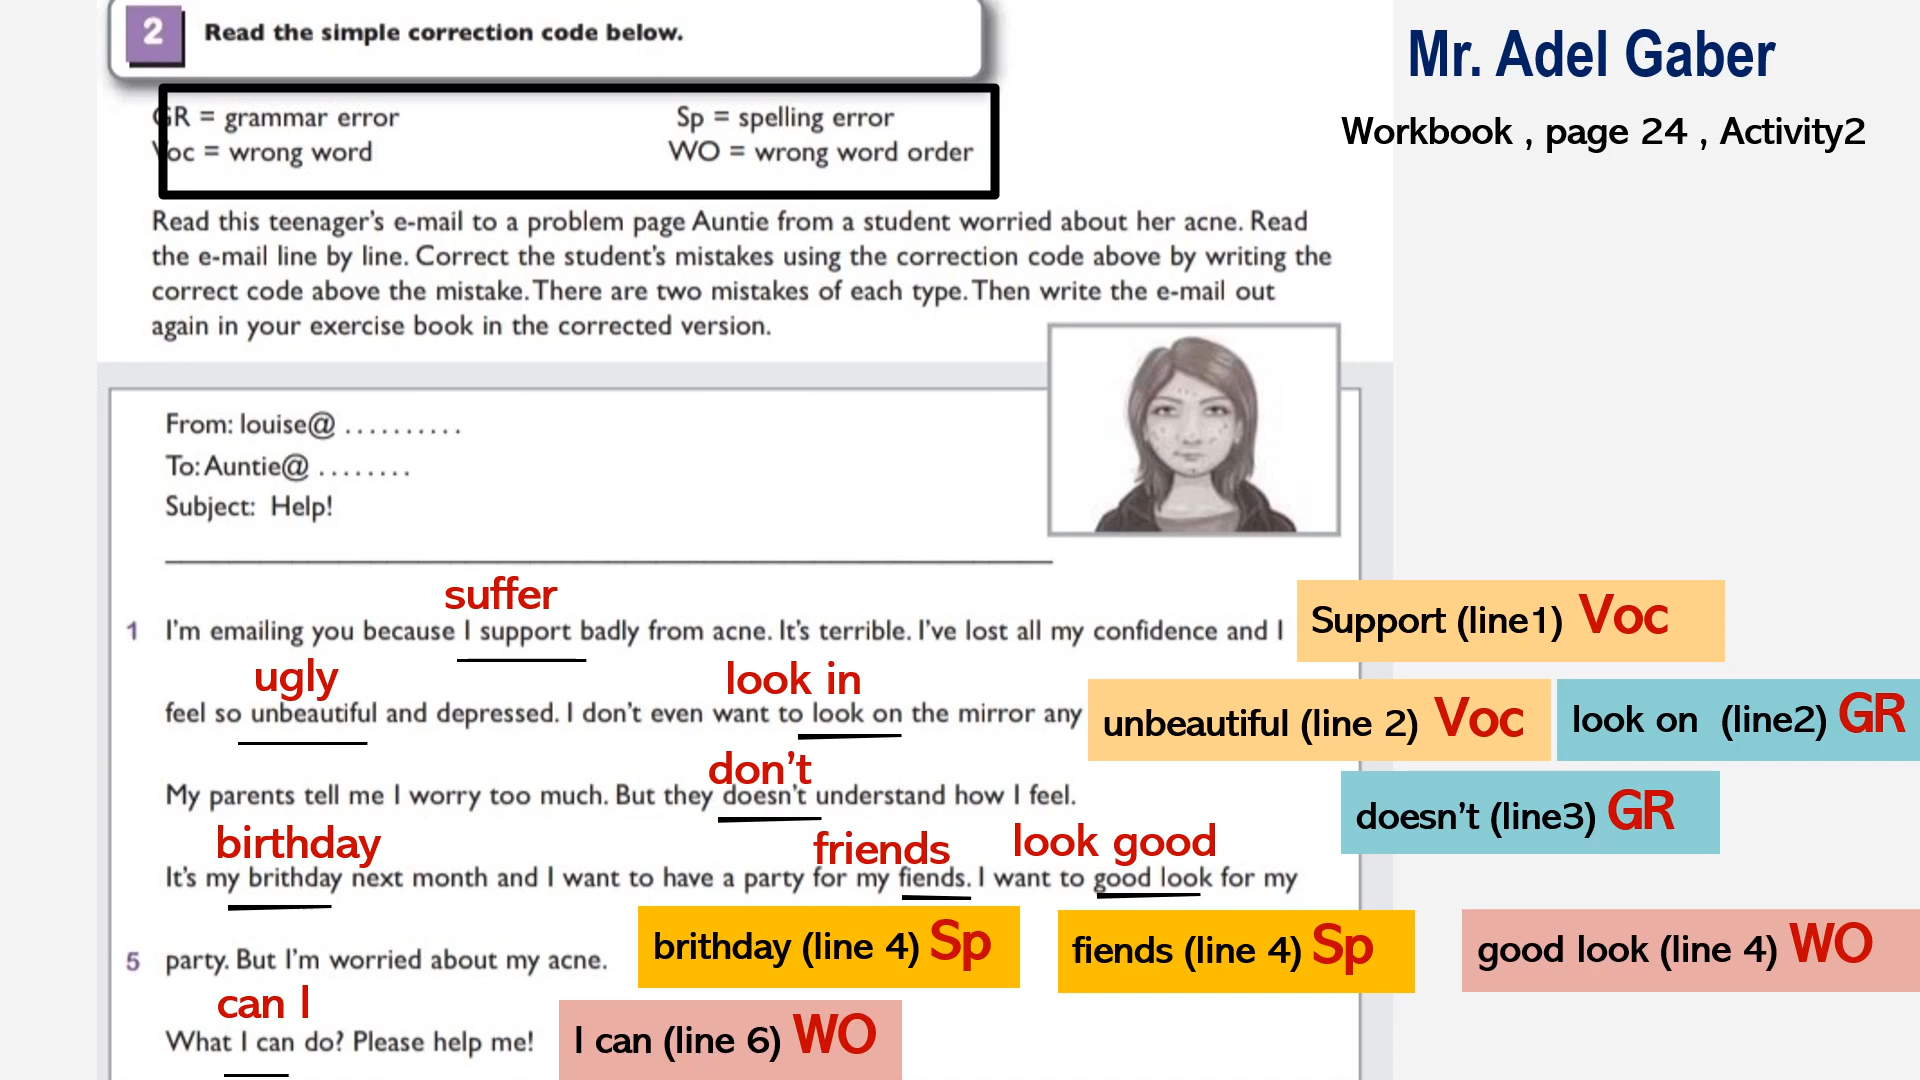 2 Read the simple correction code below.
Mr. Adel Gaber
Workbook , page 24 , Activity2
GR = grammar error Sp = spelling error
Voc = wrong word WO = wrong word order
Read this teenager's e-mail to a problem page Auntie from a student worried about her acne. Read
the e-mail line by line. Correct the student's mistakes using the correction code above by writing the
correct code above the mistake. There are two mistakes of each type. Then write the e-mail out
again in your exercise book in the corrected version.
From: louise@ ..........
To: Auntie@ ........
Subject: Help!
suffer
1 I'm emailing you because I support badly from acne. It's terrible. I've lost all my confidence and I
Support (line1) Voc
ugly look in
feel so unbeautiful and depressed. I don't even want to look on the mirror any
unbeautiful (line 2) Voc look on (line2) GR
don't
My parents tell me I worry too much. But they doesn't understand how I feel.
doesn't (line3) GR
birthday friends look good
It's my brithday next month and I want to have a party for my fiends. I want to good look for my
brithday (line 4) Sp fiends (line 4) Sp good look (line 4) WO
5 party. But I'm worried about my acne.
can I
What I can do? Please help me!
I can (line 6) WO